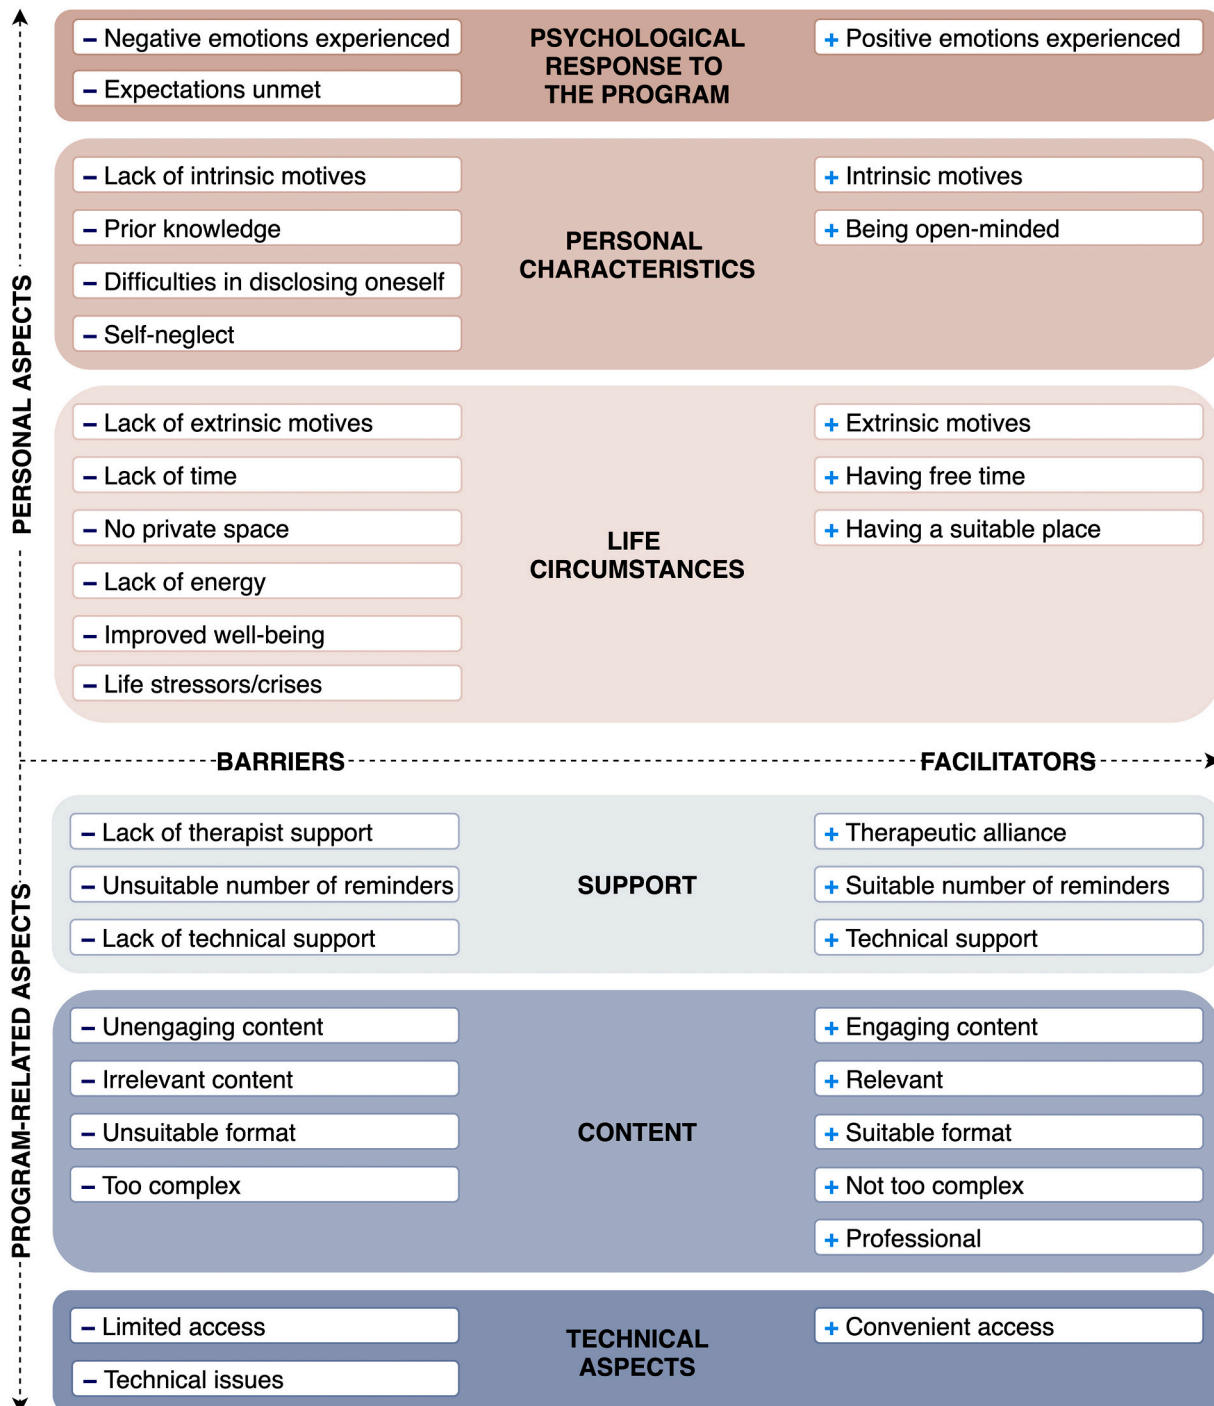 – Negative emotions experienced
– Expectations unmet
PSYCHOLOGICAL
RESPONSE TO
THE PROGRAM
+ Positive emotions experienced
– Lack of intrinsic motives
– Prior knowledge
– Difficulties in disclosing oneself
– Self-neglect
PERSONAL
CHARACTERISTICS
+ Intrinsic motives
+ Being open-minded
– Lack of extrinsic motives
– Lack of time
– No private space
– Lack of energy
– Improved well-being
– Life stressors/crises
LIFE
CIRCUMSTANCES
+ Extrinsic motives
+ Having free time
+ Having a suitable place
PERSONAL ASPECTS
BARRIERS
FACILITATORS
– Lack of therapist support
– Unsuitable number of reminders
– Lack of technical support
SUPPORT
+ Therapeutic alliance
+ Suitable number of reminders
+ Technical support
– Unengaging content
– Irrelevant content
– Unsuitable format
– Too complex
CONTENT
+ Engaging content
+ Relevant
+ Suitable format
+ Not too complex
+ Professional
– Limited access
– Technical issues
TECHNICAL
ASPECTS
+ Convenient access
PROGRAM-RELATED ASPECTS